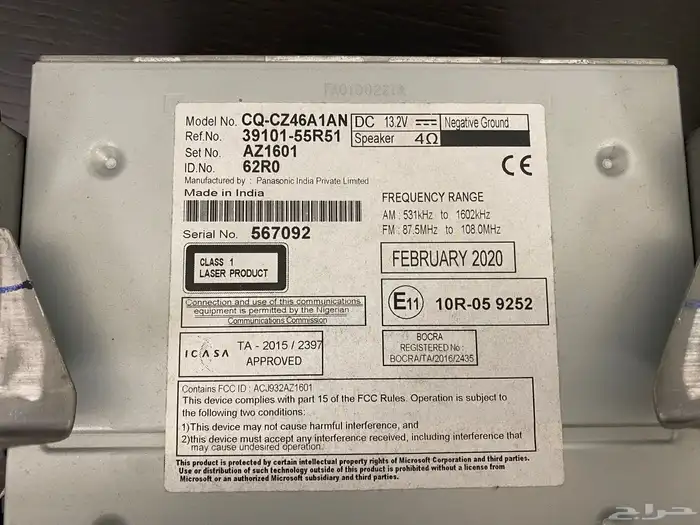 Model No. CQ-CZ46A1AN
Ref.No. 39101-55R51
Set No. AZ1601
ID.No. 62R0
DC 13.2V Negative Ground
Speaker 4Ω
CE
Manufactured by : Panasonic India Private Limited
Made in India
Serial No. 567092
FREQUENCY RANGE
AM : 531kHz to 1602kHz
FM : 87.5MHz to 108.0MHz
CLASS 1
LASER PRODUCT
FEBRUARY 2020
Connection and use of this communications
equipment is permitted by the Nigerian
Communications Commission
E11 10R-05 9252
ICASA
TA - 2015 / 2397
APPROVED
BOCRA
REGISTERED No :
BOCRA/TA/2016/2435
Contains FCC ID : ACJ932AZ1601
This device complies with part 15 of the FCC Rules. Operation is subject to
the following two conditions:
1)This device may not cause harmful interference, and
2)this device must accept any interference received, including interference that
may cause undesired operation.
This product is protected by certain intellectual property rights of Microsoft Corporation and third parties.
Use or distribution of such technology outside of this product is prohibited without a license from
Microsoft or an authorized Microsoft subsidiary and third parties.
حراج